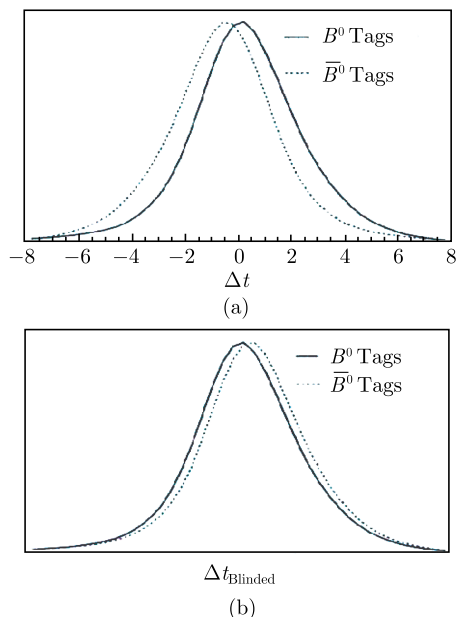 B⁰ Tags
B̅⁰ Tags
−8 −6 −4 −2 0 2 4 6 8
Δt
(a)
B⁰ Tags
B̅⁰ Tags
Δt_Blinded
(b)